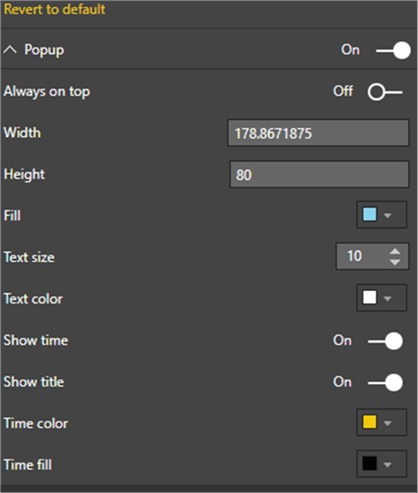 Revert to default
Popup On
Always on top Off
Width 178.8671875
Height 80
Fill
Text size 10
Text color
Show time On
Show title On
Time color
Time fill